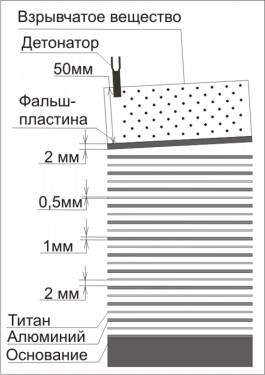 Взрывчатое вещество
Детонатор
50мм
Фальш-
пластина
2 мм
0,5мм
1мм
2 мм
Титан
Алюминий
Основание